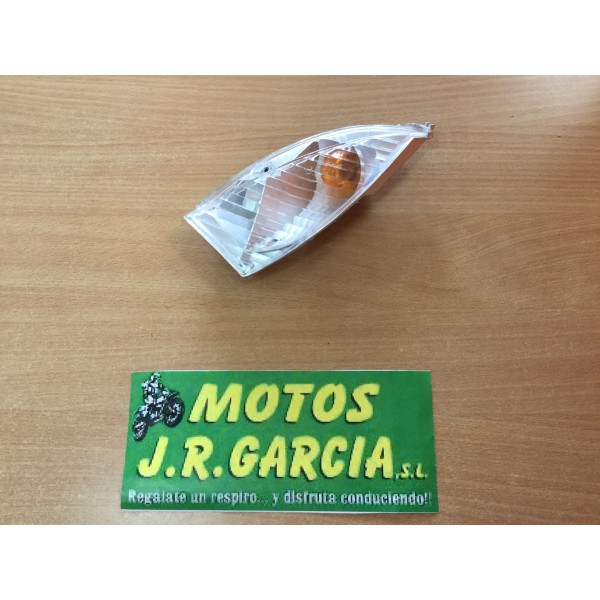 MOTOS
J.R.GARCIA,S.L.
Regálate un respiro... y disfruta conduciendo!!